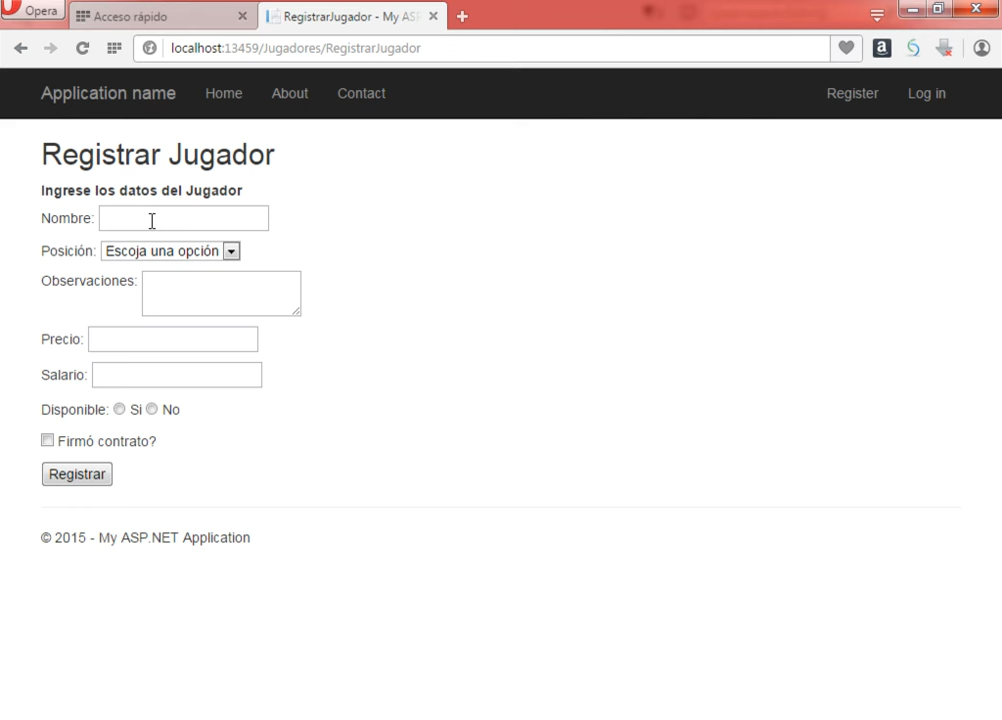 Opera
Acceso rápido
RegistrarJugador - My AS
localhost:13459/Jugadores/RegistrarJugador
Application name Home About Contact Register Log in
Registrar Jugador
Ingrese los datos del Jugador
Nombre:
Posición: Escoja una opción
Observaciones:
Precio:
Salario:
Disponible: Si No
Firmó contrato?
Registrar
© 2015 - My ASP.NET Application